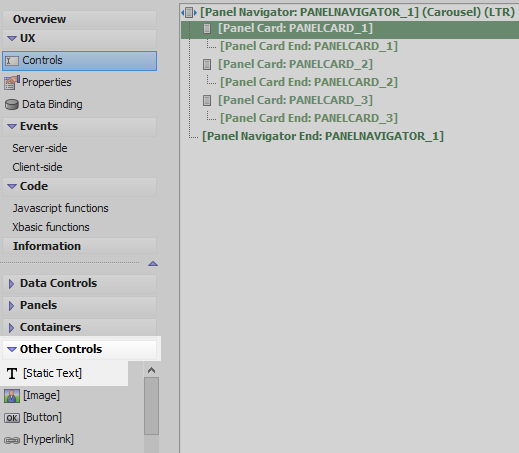 Overview
UX
Controls
Properties
Data Binding
Events
Server-side
Client-side
Code
Javascript functions
Xbasic functions
Information
Data Controls
Panels
Containers
Other Controls
T [Static Text]
[Image]
OK [Button]
[Hyperlink]
[Panel Navigator: PANELNAVIGATOR_1] (Carousel) (LTR)
[Panel Card: PANELCARD_1]
[Panel Card End: PANELCARD_1]
[Panel Card: PANELCARD_2]
[Panel Card End: PANELCARD_2]
[Panel Card: PANELCARD_3]
[Panel Card End: PANELCARD_3]
[Panel Navigator End: PANELNAVIGATOR_1]